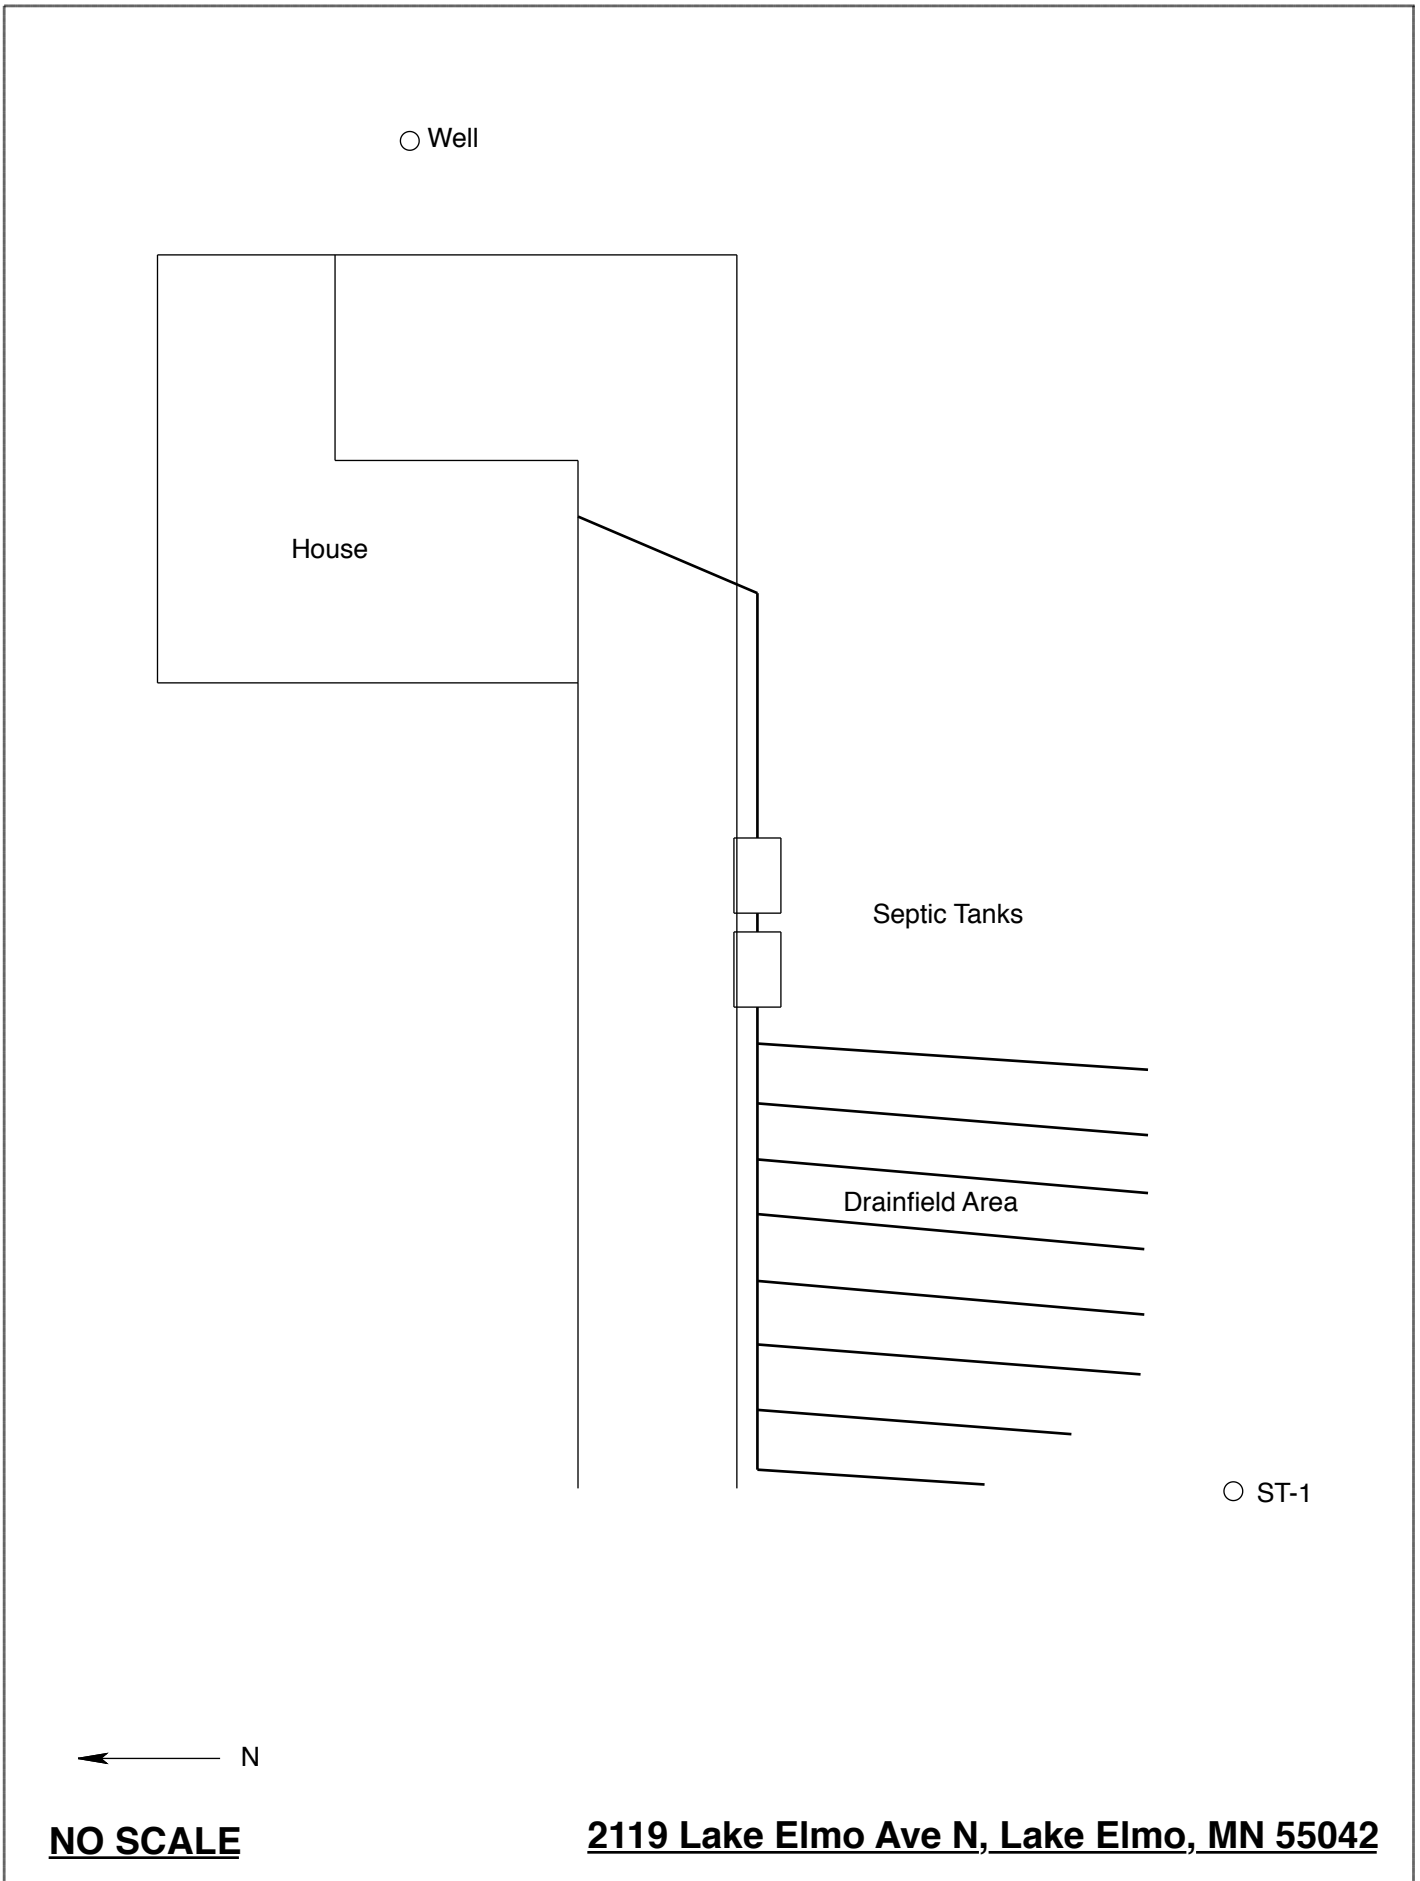 Well
House
Septic Tanks
Drainfield Area
ST-1
N
NO SCALE
2119 Lake Elmo Ave N, Lake Elmo, MN 55042